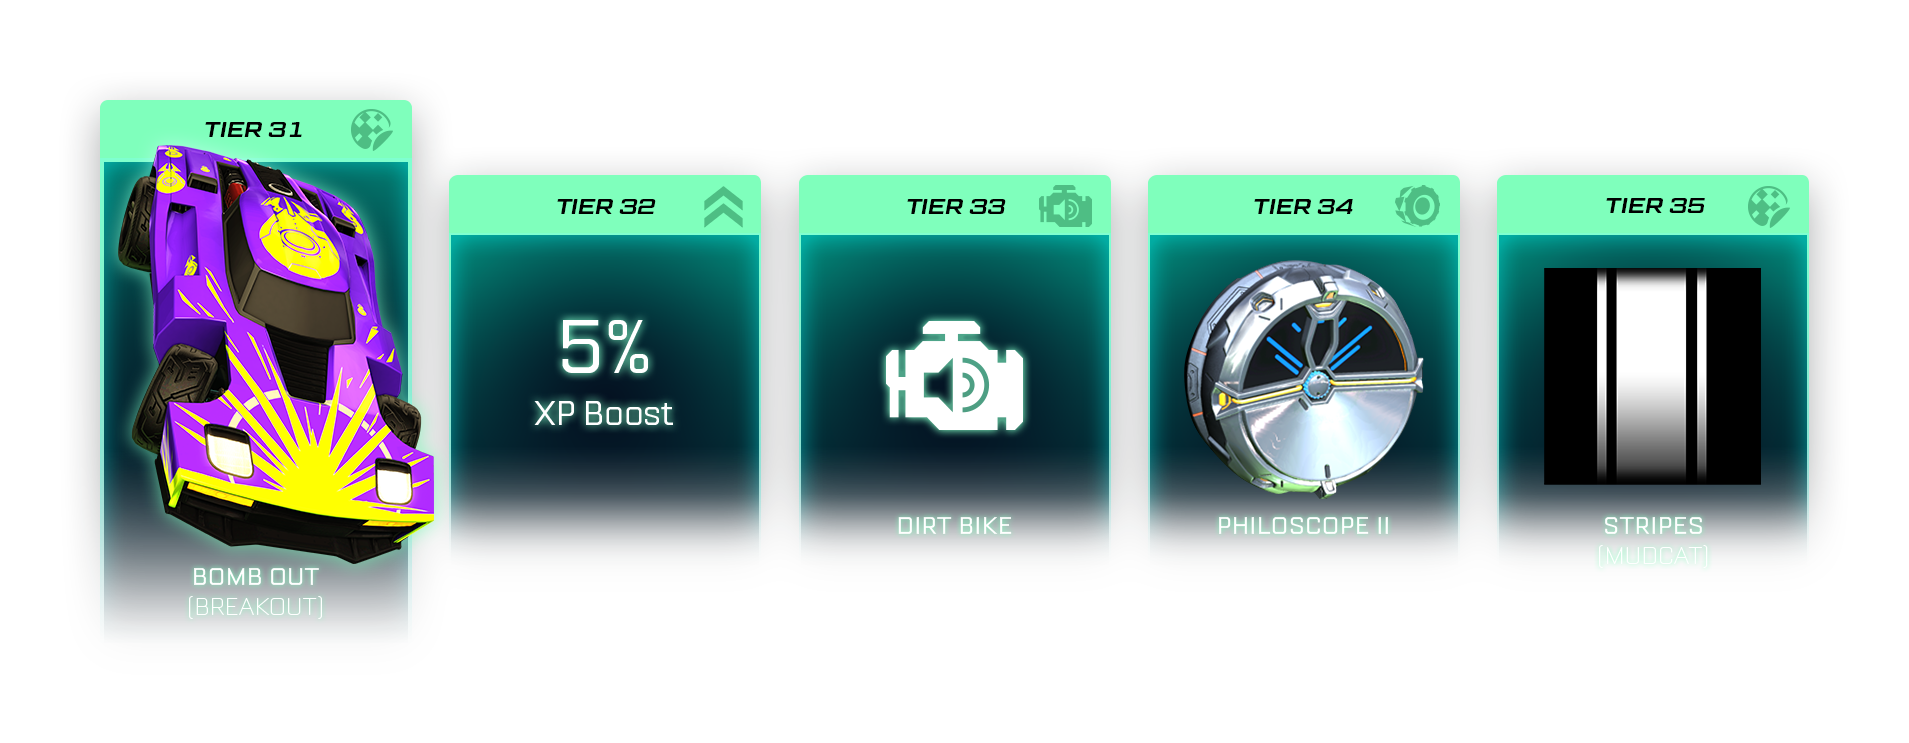 TIER 31
BOMB OUT
[BREAKOUT]
TIER 32
5%
XP Boost
TIER 33
DIRT BIKE
TIER 34
PHILOSCOPE II
TIER 35
STRIPES
[MUDCAT]